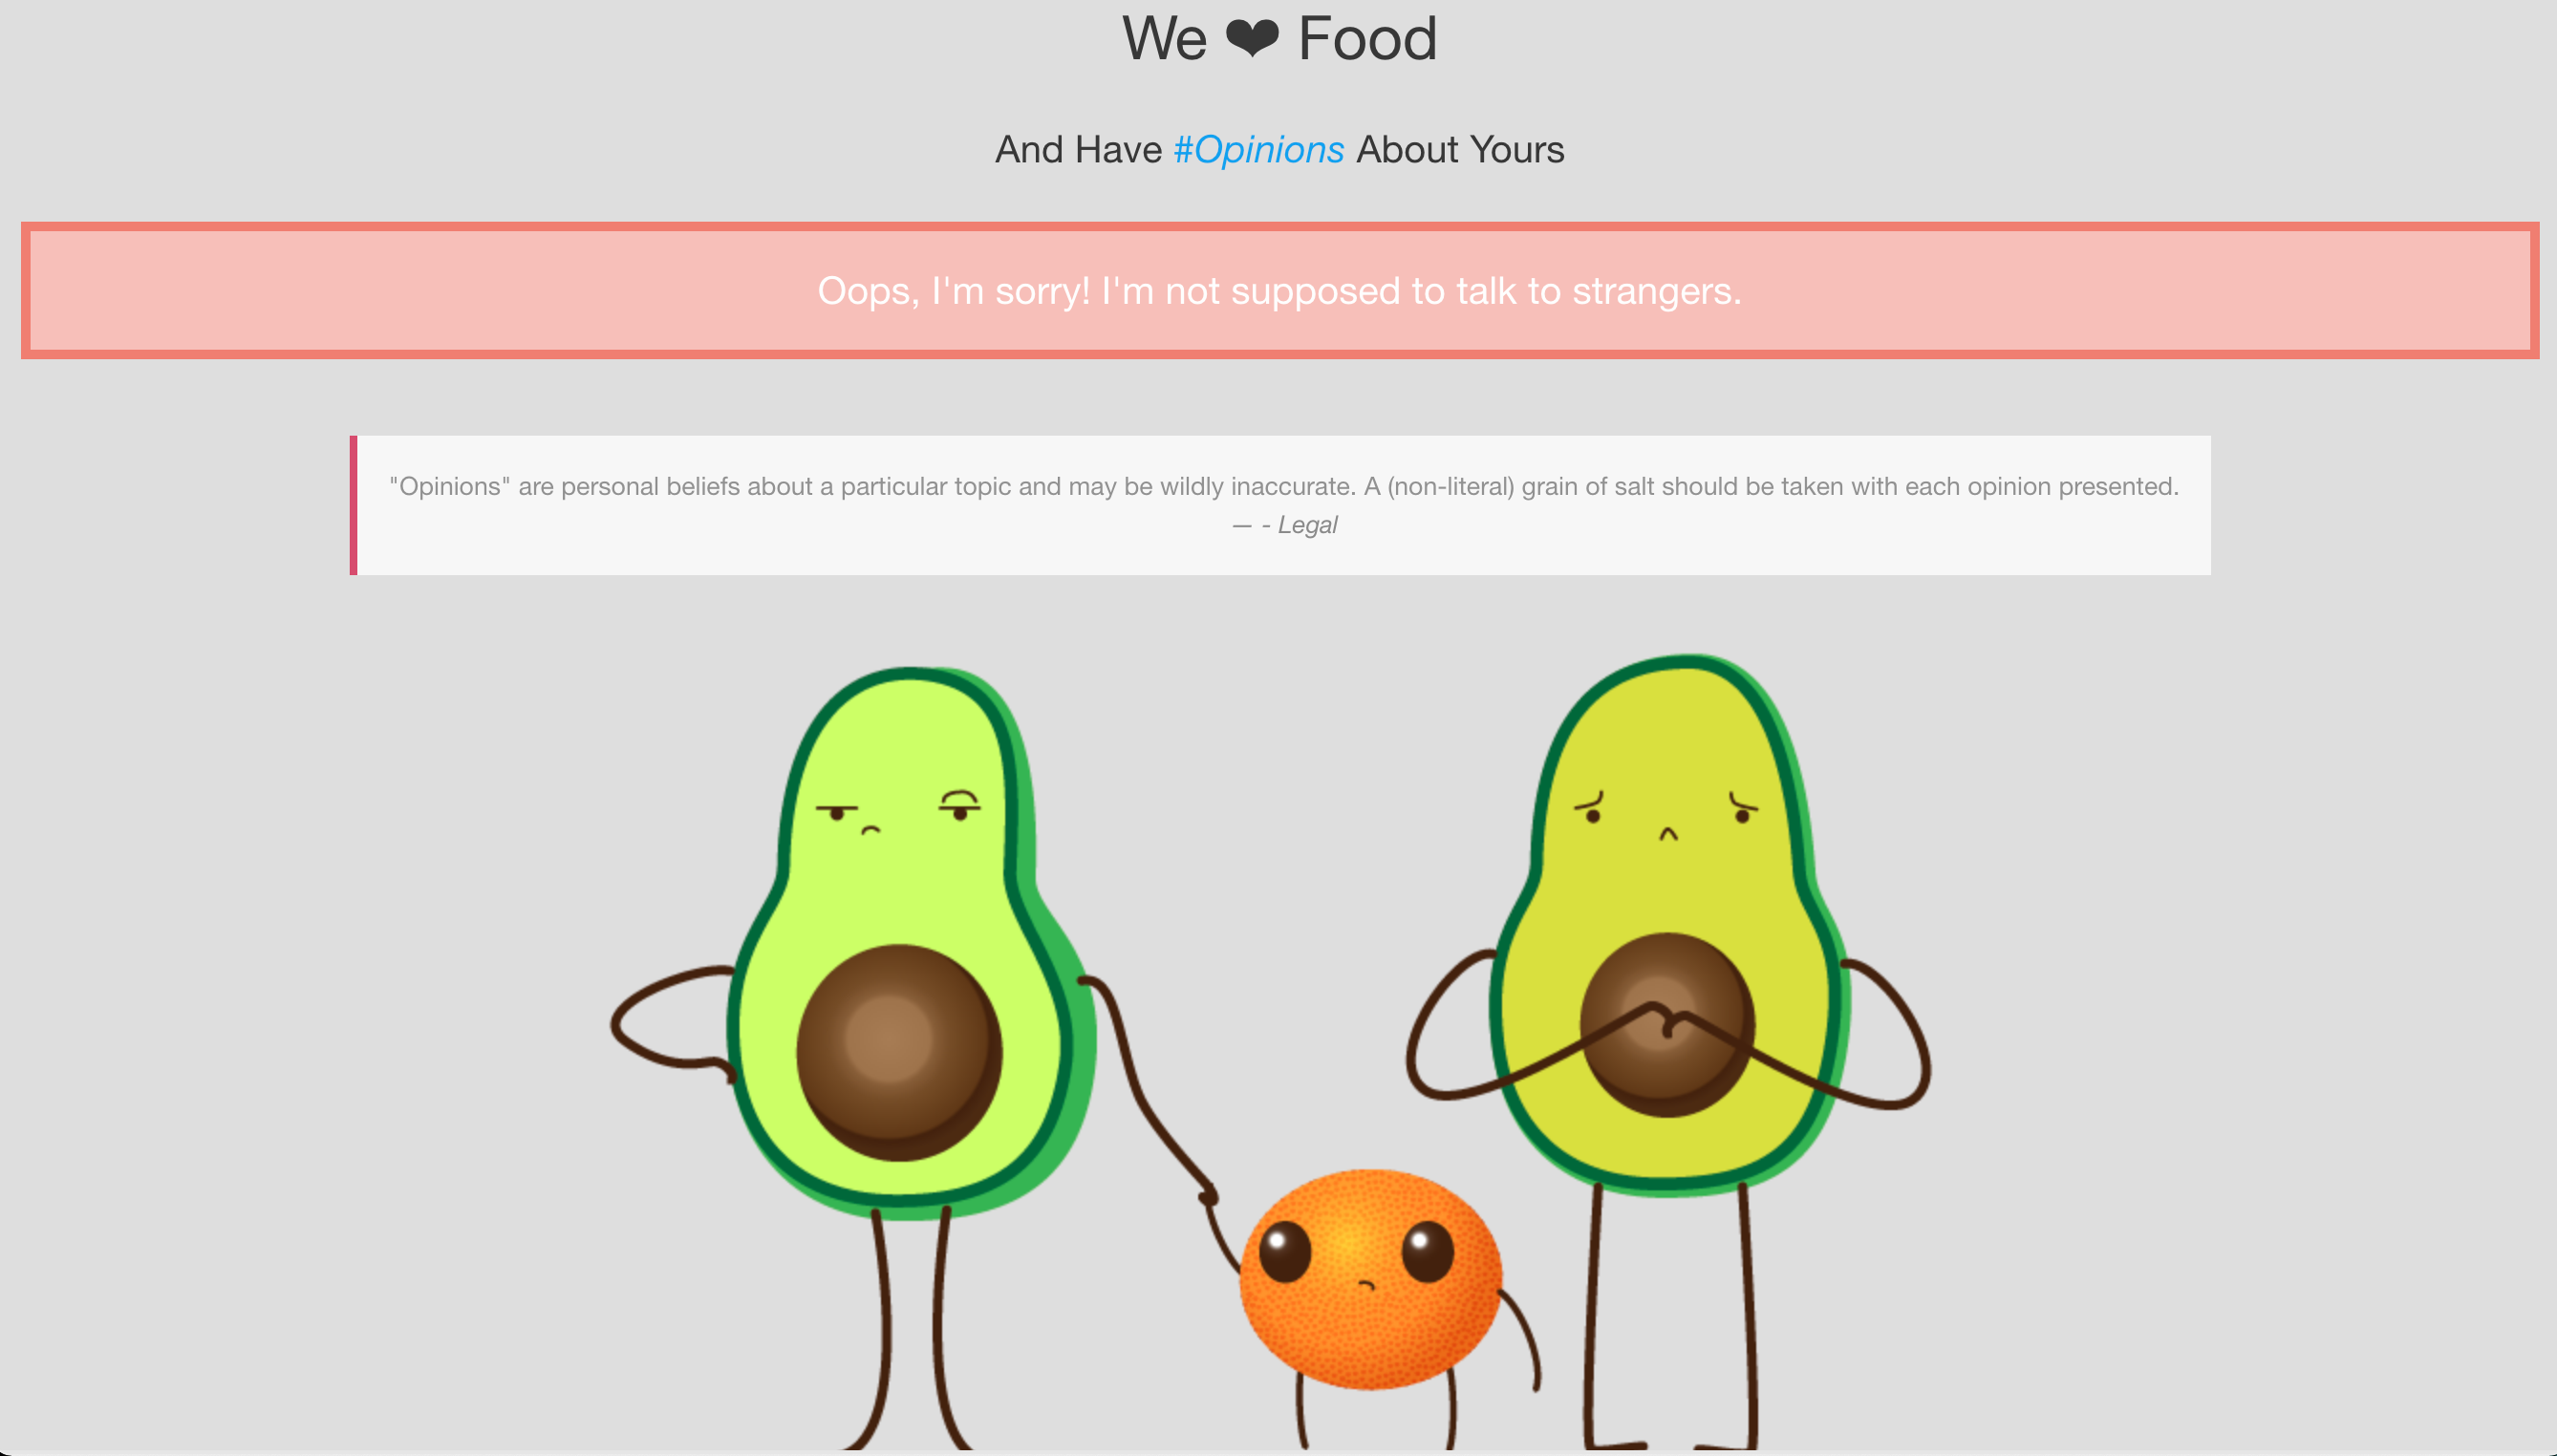 We ❤ Food
And Have #Opinions About Yours
Oops, I'm sorry! I'm not supposed to talk to strangers.
"Opinions" are personal beliefs about a particular topic and may be wildly inaccurate. A (non-literal) grain of salt should be taken with each opinion presented.
— - Legal